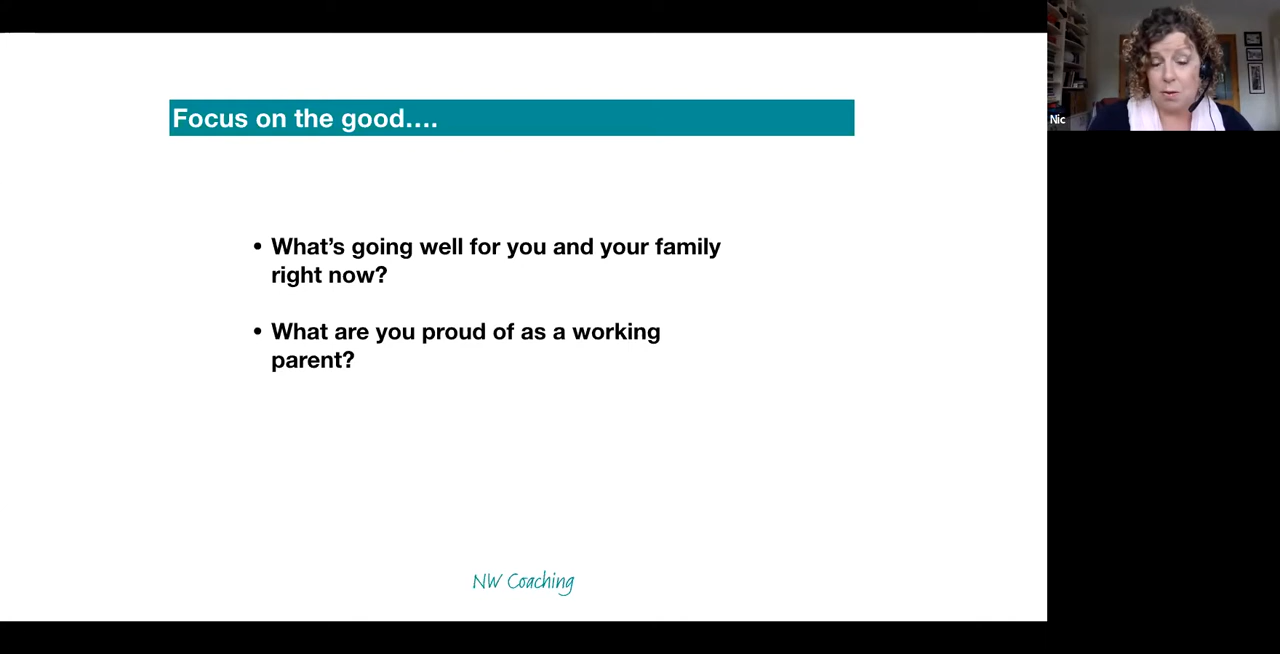 Focus on the good....
• What's going well for you and your family
right now?
• What are you proud of as a working
parent?
NW Coaching
Nic